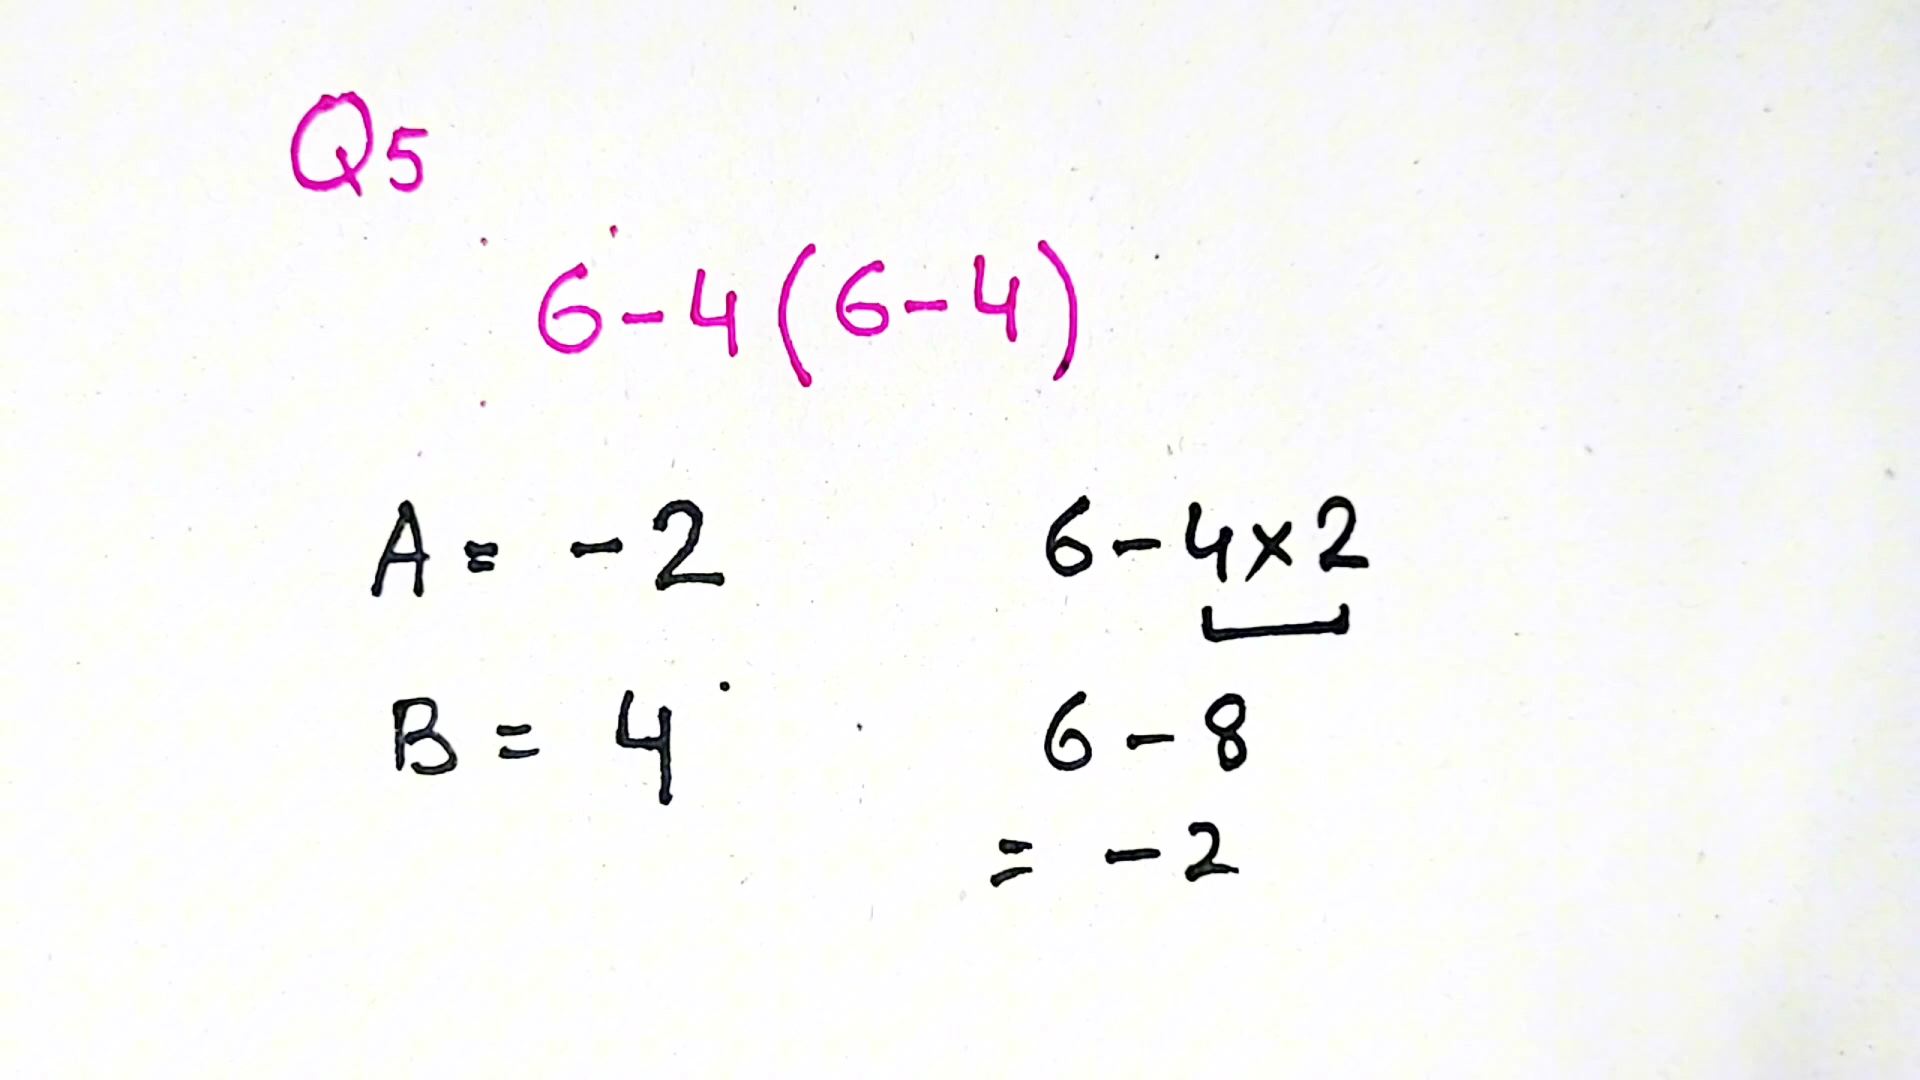 Q5
6-4(6-4)
A = -2
B = 4
6-4×2
6-8
= -2